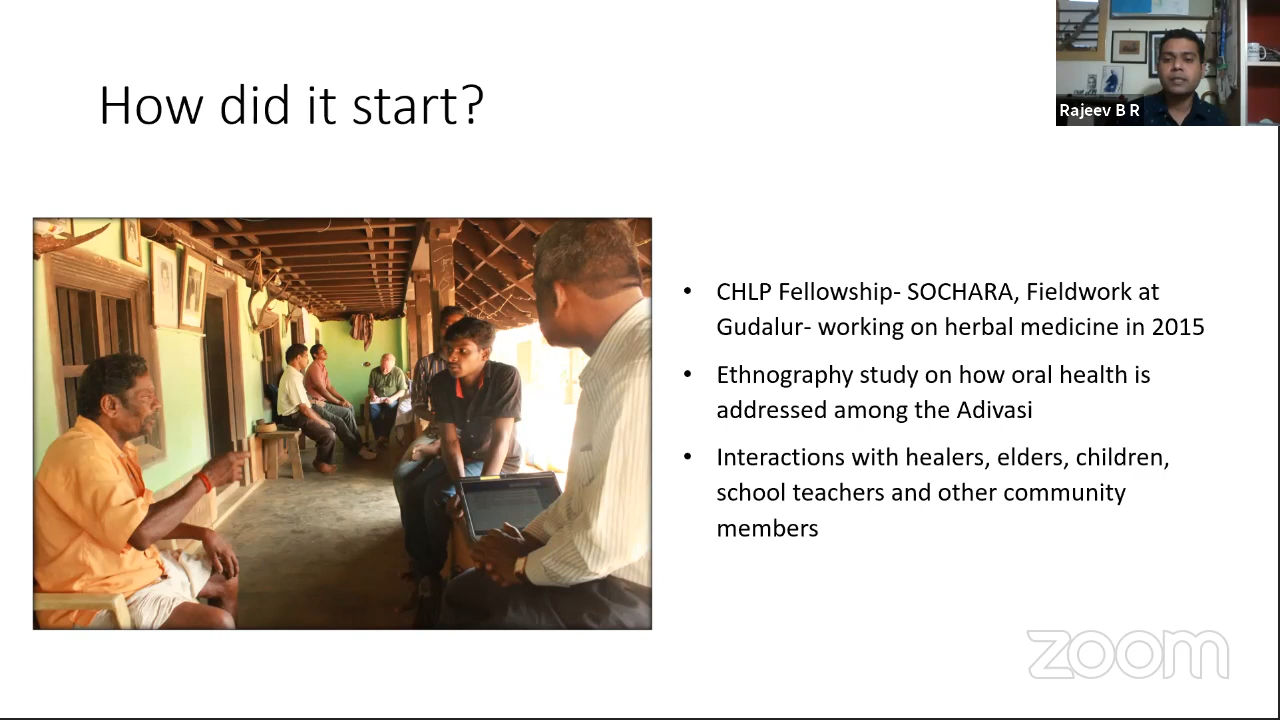 How did it start?
Rajeev B R
• CHLP Fellowship- SOCHARA, Fieldwork at
Gudalur- working on herbal medicine in 2015
• Ethnography study on how oral health is
addressed among the Adivasi
• Interactions with healers, elders, children,
school teachers and other community
members
zoom